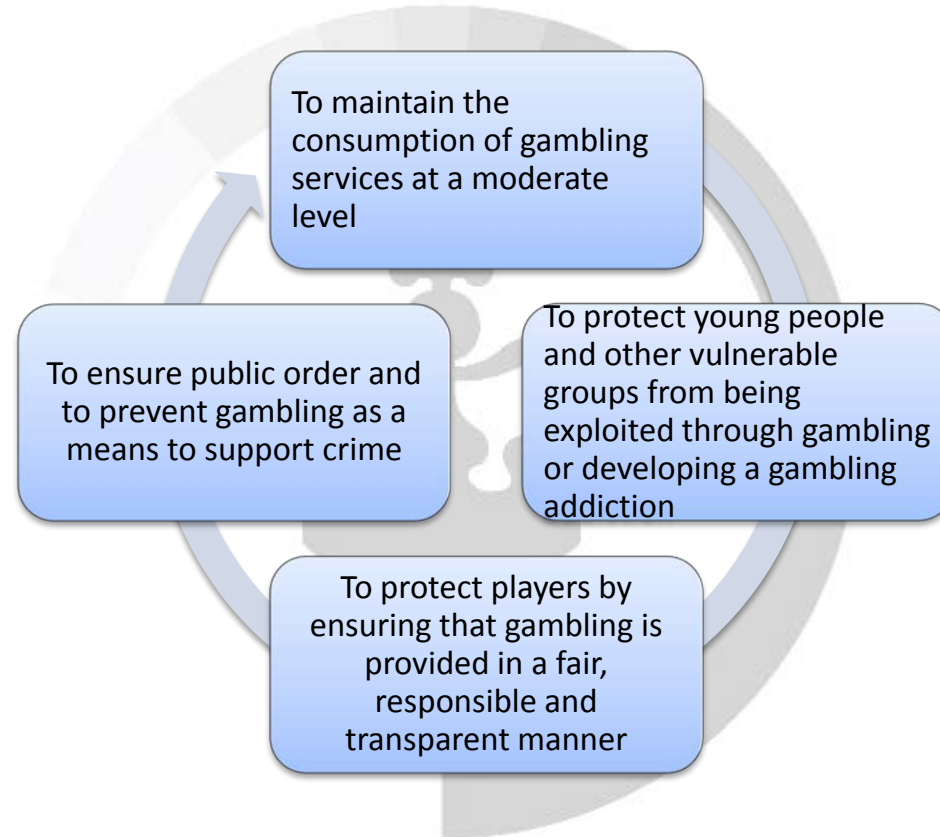 To maintain the
consumption of gambling
services at a moderate
level
To protect young people
and other vulnerable
groups from being
exploited through gambling
or developing a gambling
addiction
To protect players by
ensuring that gambling is
provided in a fair,
responsible and
transparent manner
To ensure public order and
to prevent gambling as a
means to support crime